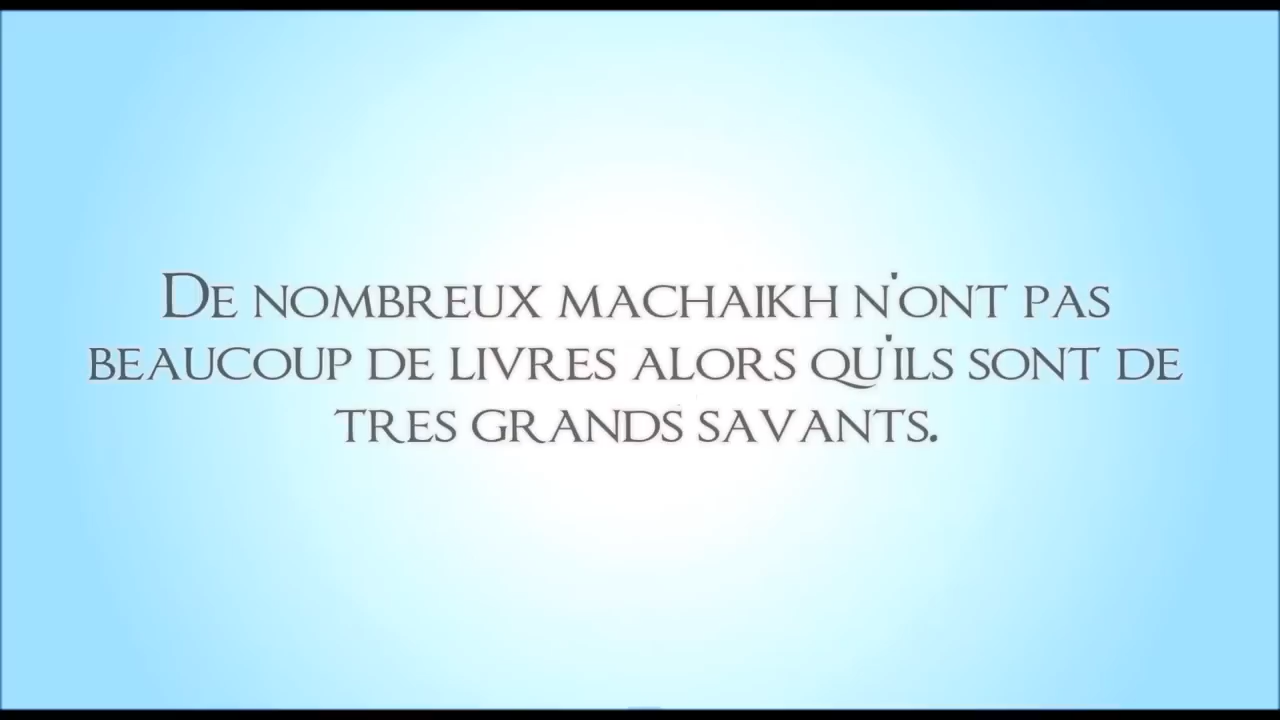 De nombreux machaikh n'ont pas
beaucoup de livres alors qu'ils sont de
tres grands savants.